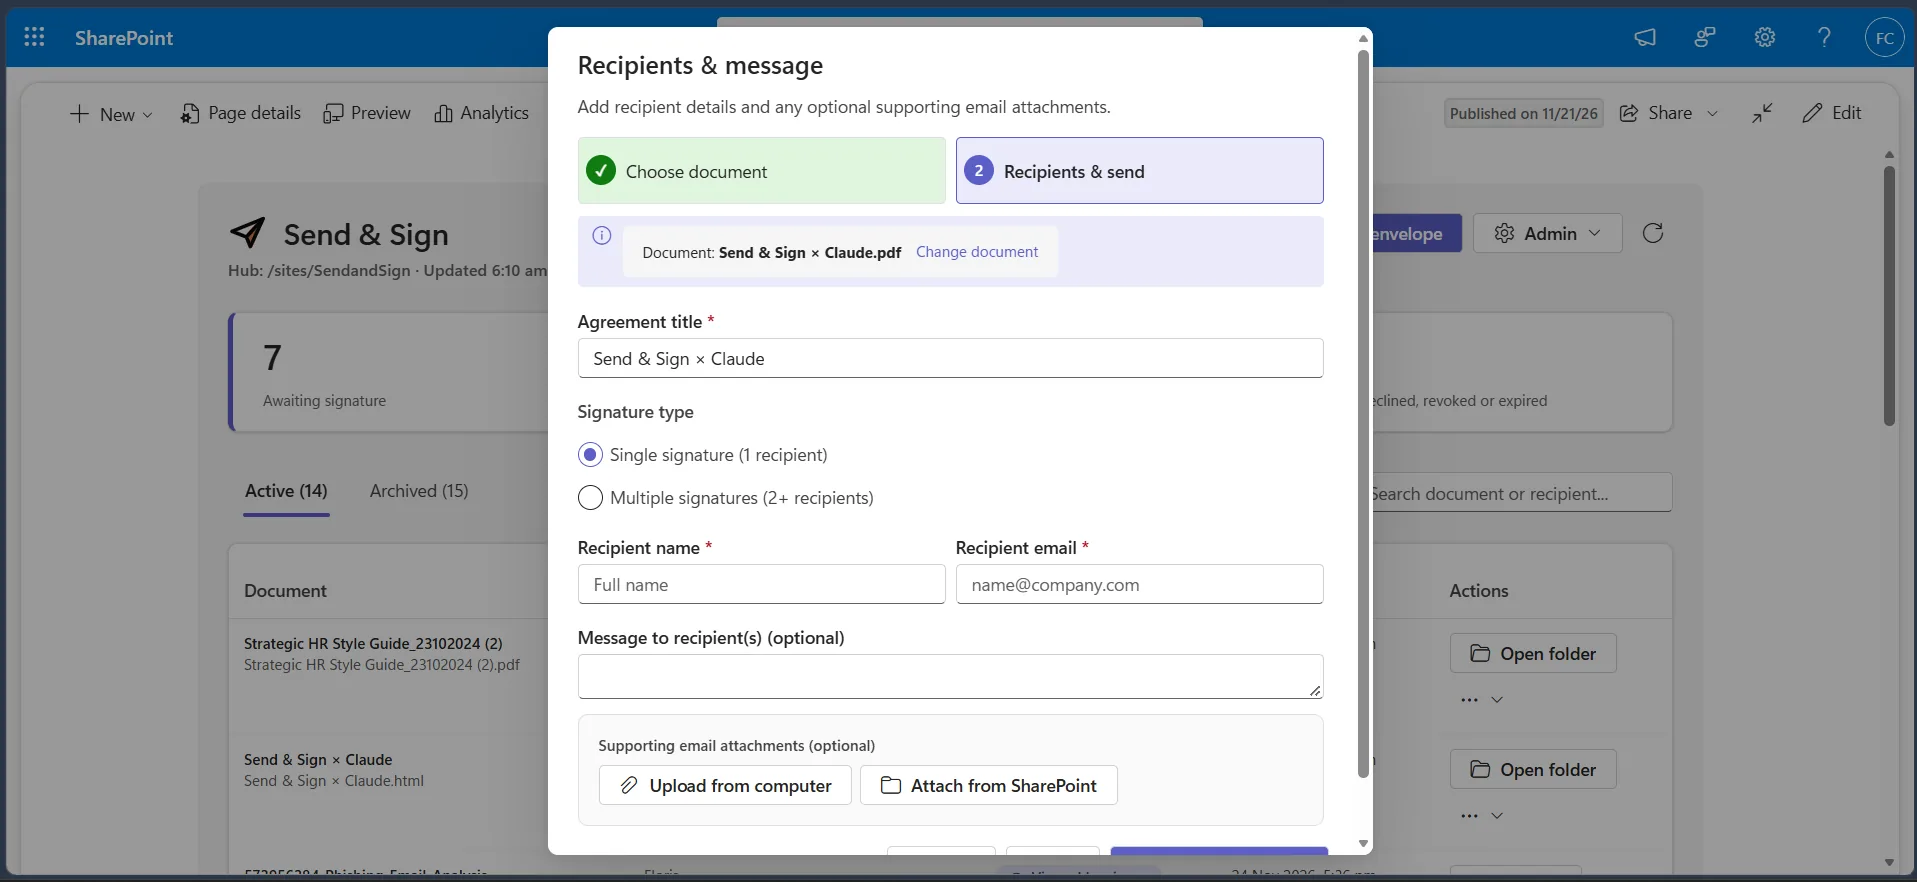 SharePoint
FC
New
Page details
Preview
Analytics
Published on 11/21/26
Share
Edit
Send & Sign
Hub: /sites/SendandSign · Updated 6:10 am
envelope
Admin
7
Awaiting signature
declined, revoked or expired
Active (14)
Archived (15)
Search document or recipient...
Document
Actions
Strategic HR Style Guide_23102024 (2)
Strategic HR Style Guide_23102024 (2).pdf
Open folder
Send & Sign × Claude
Send & Sign × Claude.html
Open folder
Recipients & message
Add recipient details and any optional supporting email attachments.
Choose document
2 Recipients & send
Document: Send & Sign × Claude.pdf Change document
Agreement title *
Send & Sign × Claude
Signature type
Single signature (1 recipient)
Multiple signatures (2+ recipients)
Recipient name *
Recipient email *
Full name
name@company.com
Message to recipient(s) (optional)
Supporting email attachments (optional)
Upload from computer
Attach from SharePoint